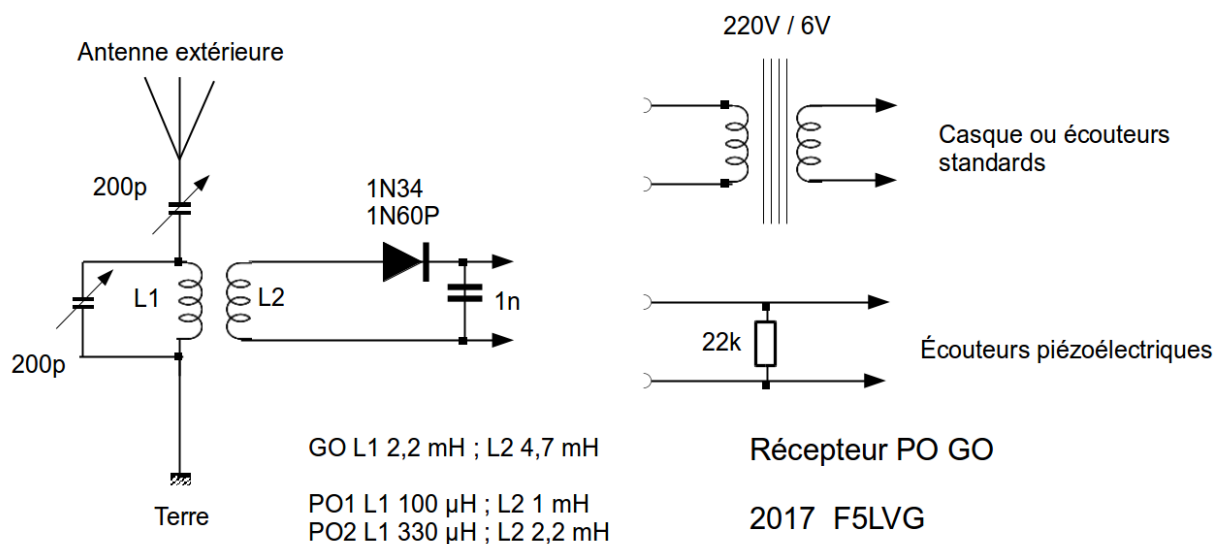 Antenne extérieure
200p
200p
L1
L2
1N34
1N60P
1n
Terre
GO L1 2,2 mH ; L2 4,7 mH
PO1 L1 100 µH ; L2 1 mH
PO2 L1 330 µH ; L2 2,2 mH
220V / 6V
Casque ou écouteurs
standards
22k
Écouteurs piézoélectriques
Récepteur PO GO
2017 F5LVG